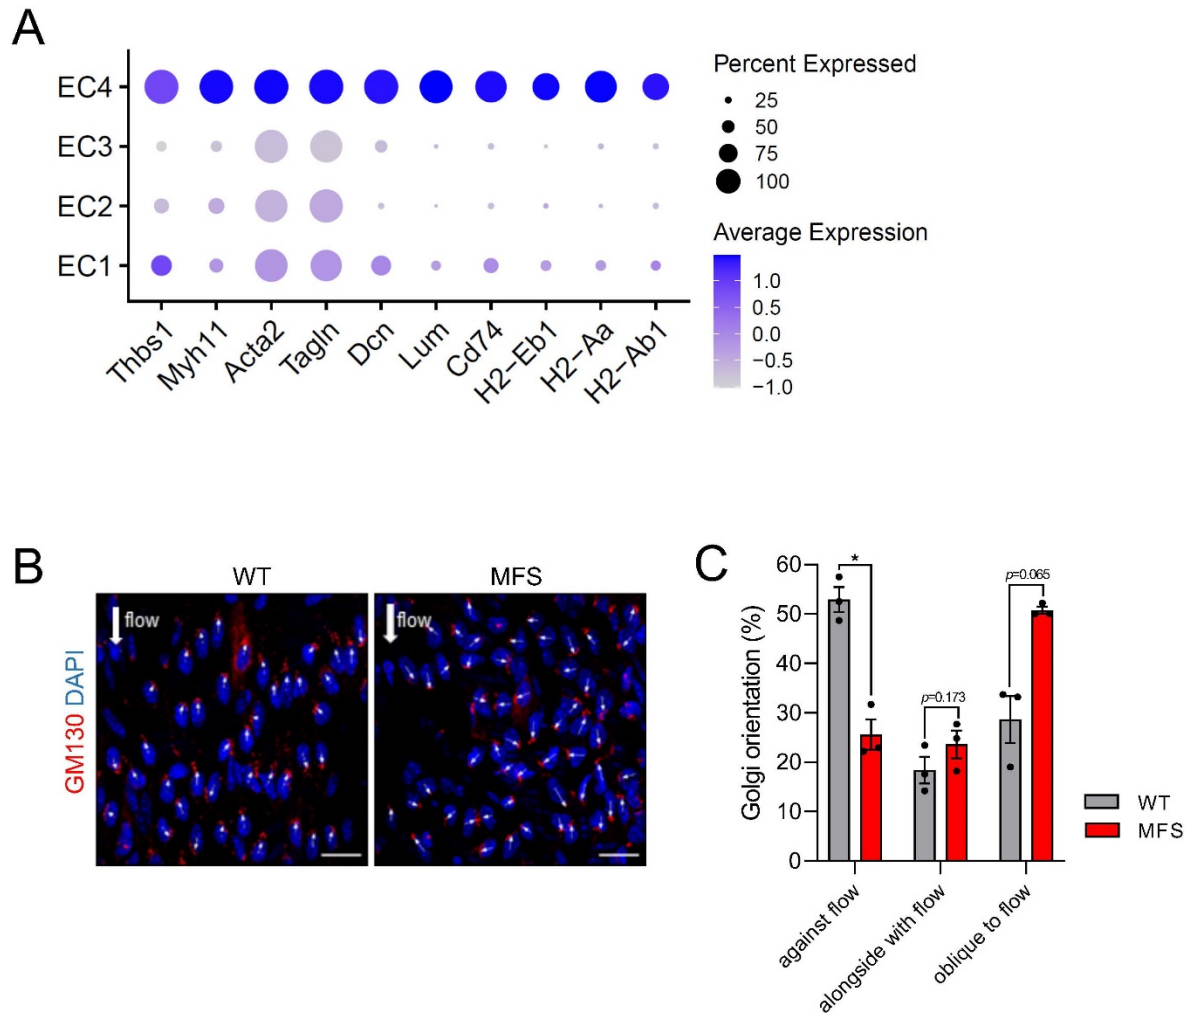 A
EC4
EC3
EC2
EC1
Thbs1
Myh11
Acta2
Tagln
Dcn
Lum
Cd74
H2-Eb1
H2-Aa
H2-Ab1
Percent Expressed
25
50
75
100
Average Expression
1.0
0.5
0.0
−0.5
−1.0
B
WT
MFS
GM130 DAPI
flow
flow
C
Golgi orientation (%)
60
50
40
30
20
10
0
*
p=0.173
p=0.065
against flow
alongside with flow
oblique to flow
WT
MFS